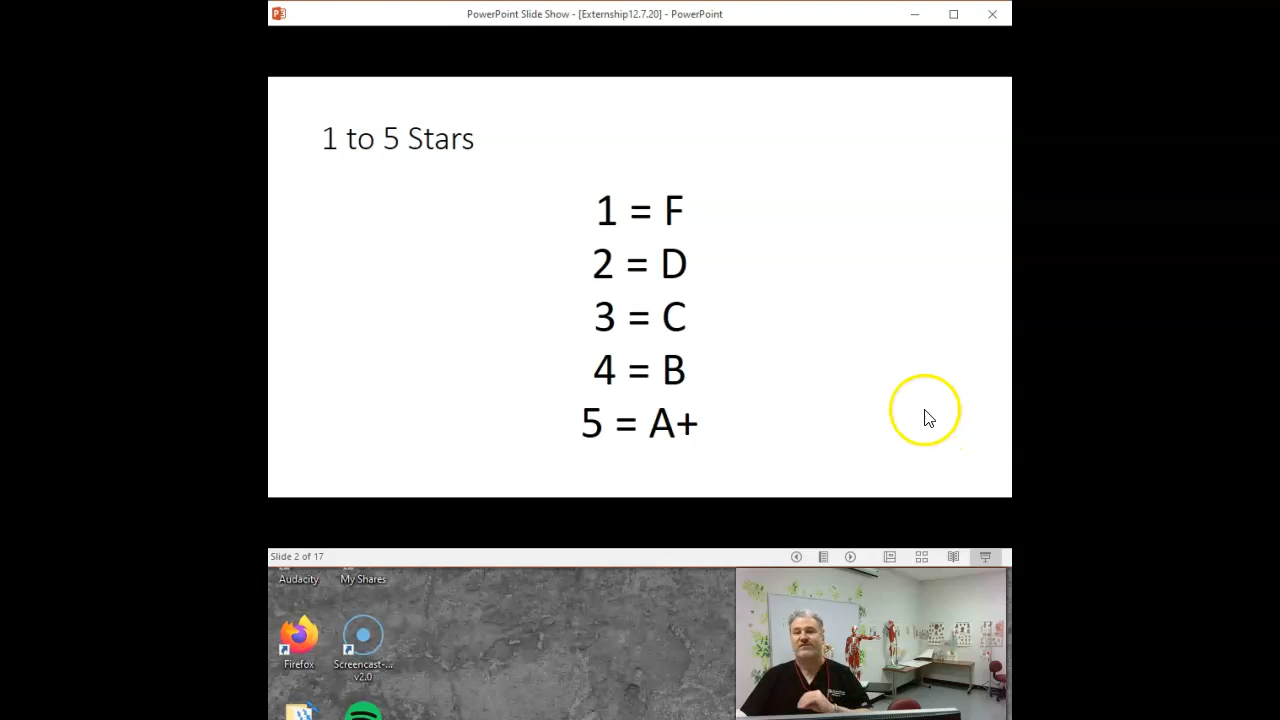 PowerPoint Slide Show - [Externship12.7.20] - PowerPoint
1 to 5 Stars
1 = F
2 = D
3 = C
4 = B
5 = A+
Slide 2 of 17
Audacity
My Shares
Firefox
Screencast-...
v2.0